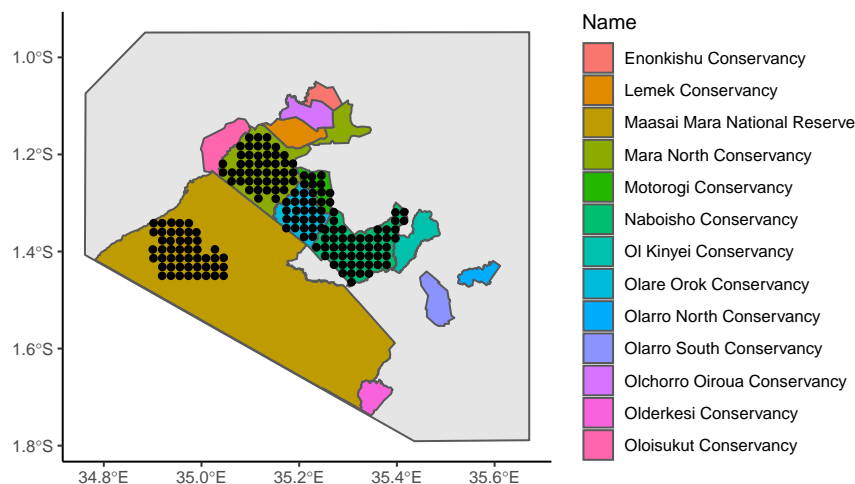 1.0°S
1.2°S
1.4°S
1.6°S
1.8°S
34.8°E 35.0°E 35.2°E 35.4°E 35.6°E
Name
Enonkishu Conservancy
Lemek Conservancy
Maasai Mara National Reserve
Mara North Conservancy
Motorogi Conservancy
Naboisho Conservancy
Ol Kinyei Conservancy
Olare Orok Conservancy
Olarro North Conservancy
Olarro South Conservancy
Olchorro Oiroua Conservancy
Olderkesi Conservancy
Oloisukut Conservancy